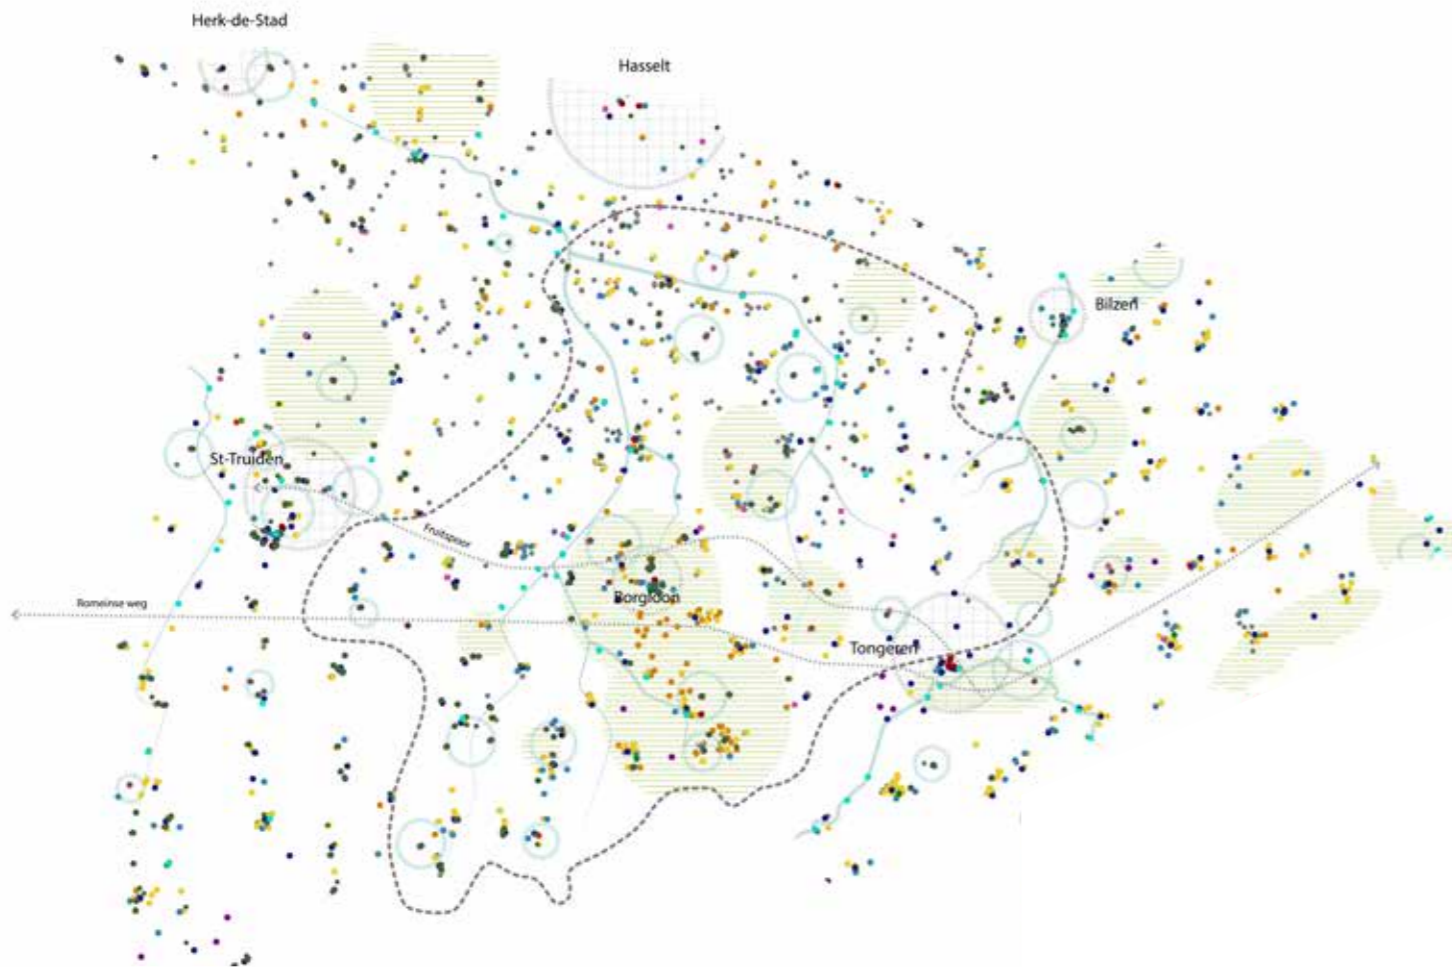 Herk-de-Stad
Hasselt
Bilzen
St-Truiden
Fruitspoor
Borgloon
Romeinse weg
Tongeren